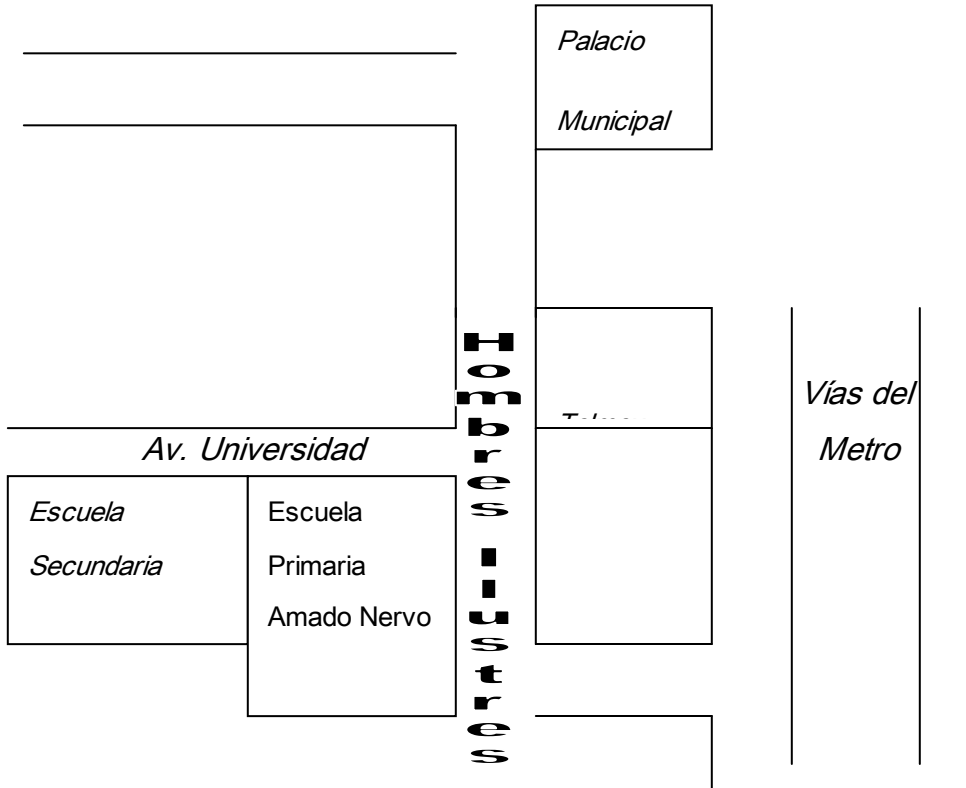 Palacio
Municipal
Hombres Ilustres
Vías del
Metro
Av. Universidad
Escuela
Secundaria
Escuela
Primaria
Amado Nervo